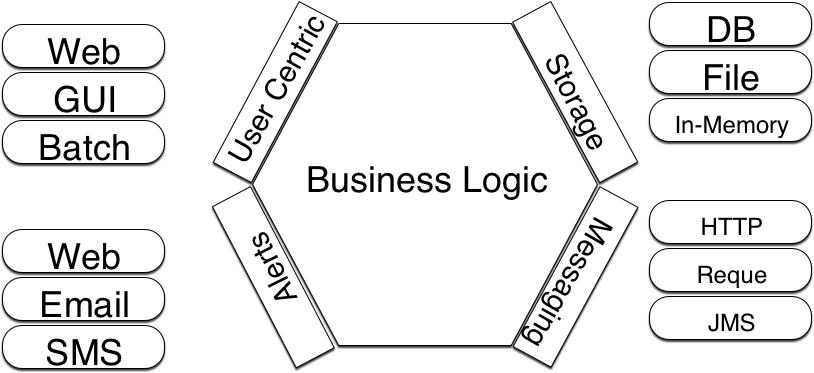 Web
GUI
Batch
User Centric
Storage
DB
File
In-Memory
Business Logic
Web
Email
SMS
Alerts
Messaging
HTTP
Reque
JMS